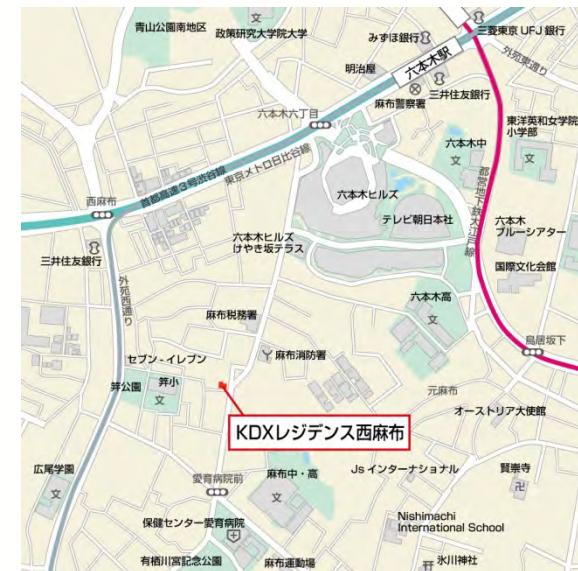 青山公園南地区
政策研究大学院大学
文
みずほ銀行
三菱東京 UFJ 銀行
六本木駅
外苑東通り
明治屋
三井住友銀行
麻布警察署
六本木六丁目
東洋英和女学院
小学部
文
六本木中
文
首都高速3号渋谷線
東京メトロ日比谷線
都営地下鉄大江戸線
西麻布
六本木ヒルズ
テレビ朝日本社
六本木
ブルーシアター
三井住友銀行
六本木ヒルズ
けやき坂テラス
国際文化会館
外苑西通り
六本木高
文
麻布税務署
鳥居坂下
セブン - イレブン
麻布消防署
笄公園
笄小
文
元麻布
オーストリア大使館
KDXレジデンス西麻布
広尾学園
文
愛育病院前
麻布中・高
文
Js インターナショナル
賢崇寺
卍
保健センター愛育病院
Nishimachi
International School
有栖川宮記念公園
麻布運動場
氷川神社